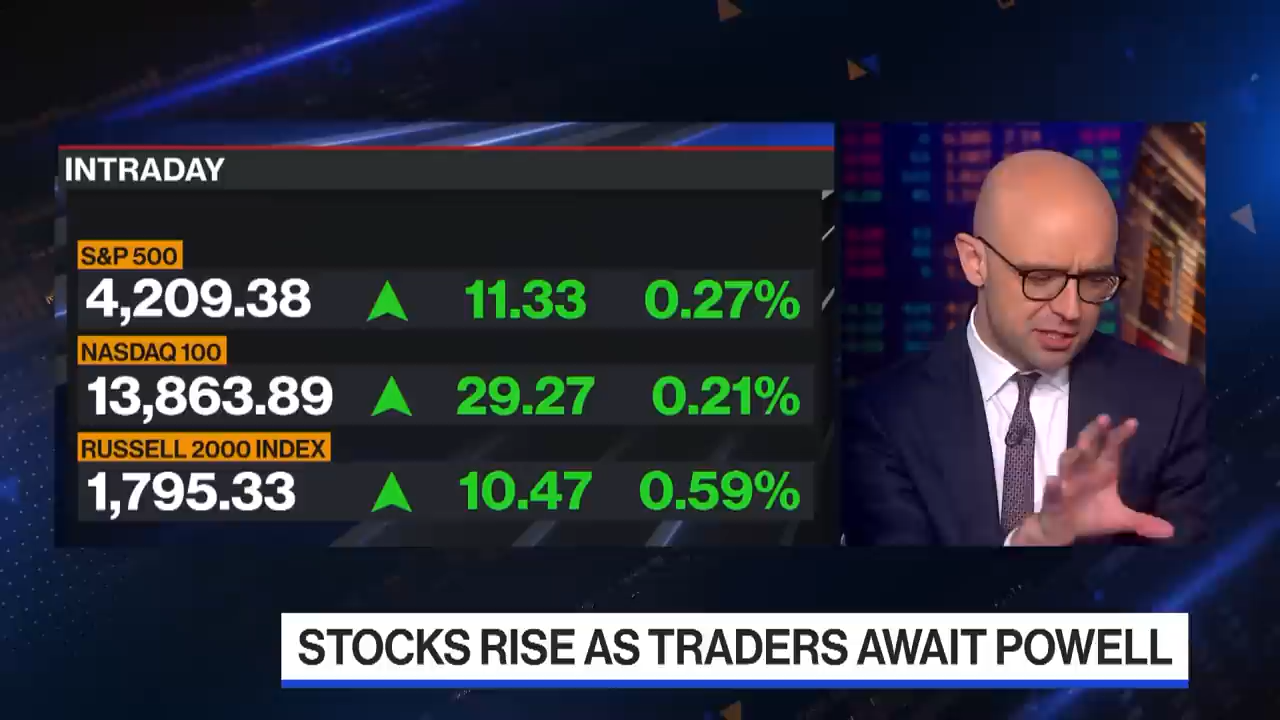 INTRADAY
S&P 500
4,209.38 ▲ 11.33 0.27%
NASDAQ 100
13,863.89 ▲ 29.27 0.21%
RUSSELL 2000 INDEX
1,795.33 ▲ 10.47 0.59%
STOCKS RISE AS TRADERS AWAIT POWELL